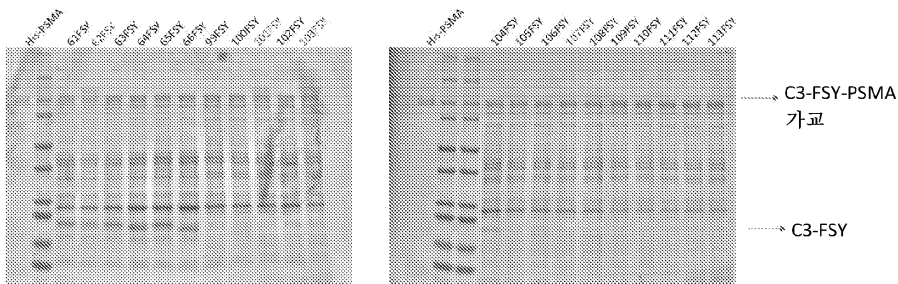 His-PSMA
61FSY
62FSY
63FSY
64FSY
65FSY
66FSY
99FSY
100FSY
101FSY
102FSY
103FSY
His-PSMA
104FSY
105FSY
106FSY
107FSY
108FSY
109FSY
110FSY
111FSY
112FSY
113FSY
C3-FSY-PSMA
가교
C3-FSY